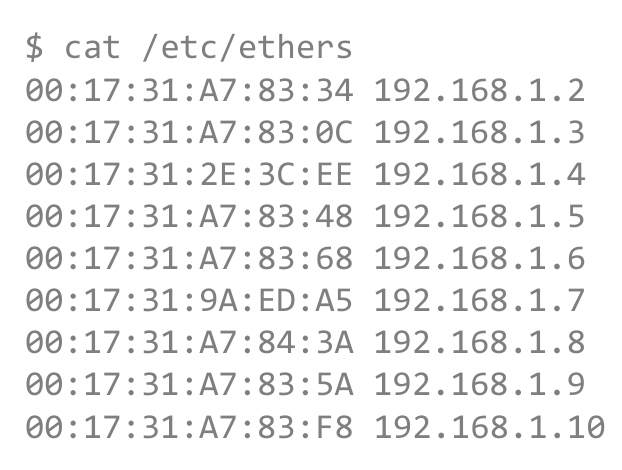 $ cat /etc/ethers
00:17:31:A7:83:34 192.168.1.2
00:17:31:A7:83:0C 192.168.1.3
00:17:31:2E:3C:EE 192.168.1.4
00:17:31:A7:83:48 192.168.1.5
00:17:31:A7:83:68 192.168.1.6
00:17:31:9A:ED:A5 192.168.1.7
00:17:31:A7:84:3A 192.168.1.8
00:17:31:A7:83:5A 192.168.1.9
00:17:31:A7:83:F8 192.168.1.10